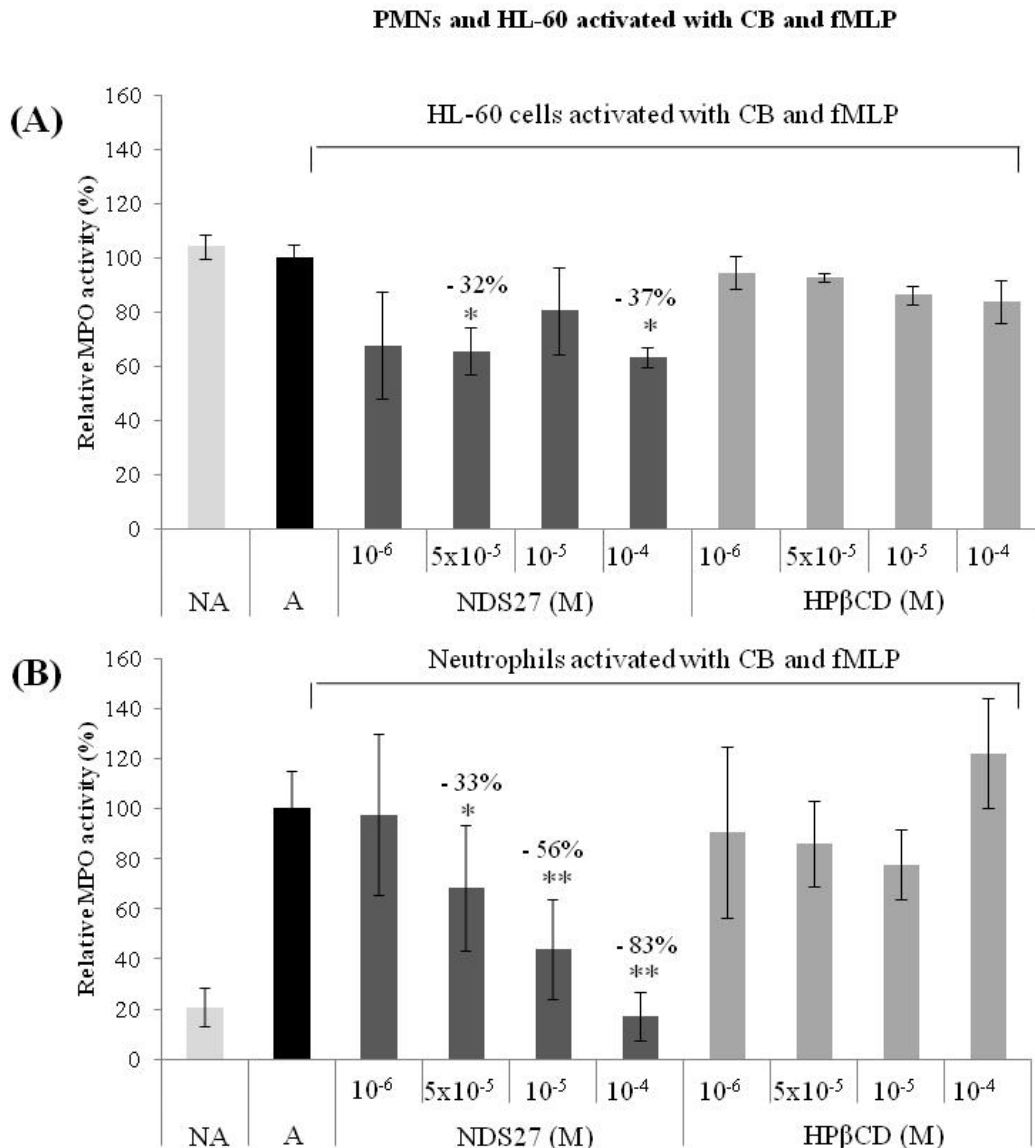 PMNs and HL-60 activated with CB and fMLP
(A)
HL-60 cells activated with CB and fMLP
Relative MPO activity (%)
160
140
120
100
80
60
40
20
0
- 32%
*
- 37%
*
10⁻⁶ 5x10⁻⁵ 10⁻⁵ 10⁻⁴ 10⁻⁶ 5x10⁻⁵ 10⁻⁵ 10⁻⁴
NA A NDS27 (M) HPβCD (M)
(B)
Neutrophils activated with CB and fMLP
Relative MPO activity (%)
160
140
120
100
80
60
40
20
0
- 33%
*
- 56%
**
- 83%
**
10⁻⁶ 5x10⁻⁵ 10⁻⁵ 10⁻⁴ 10⁻⁶ 5x10⁻⁵ 10⁻⁵ 10⁻⁴
NA A NDS27 (M) HPβCD (M)